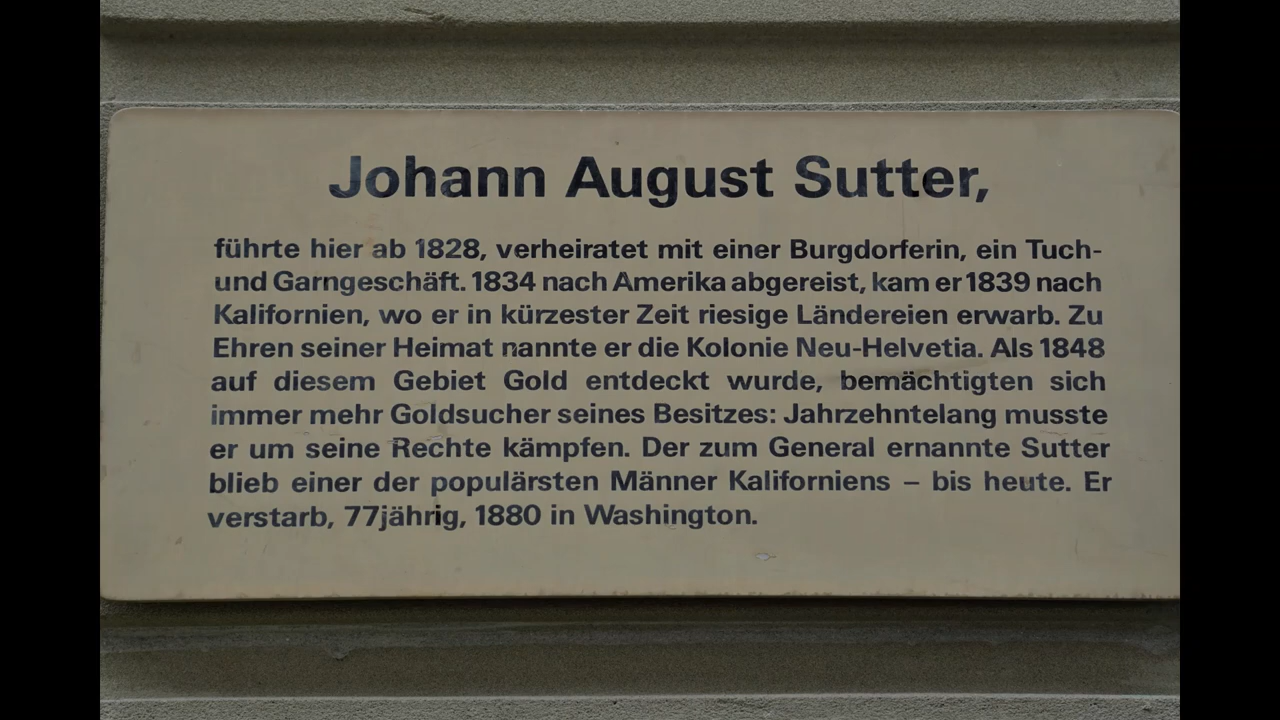 Johann August Sutter,
führte hier ab 1828, verheiratet mit einer Burgdorferin, ein Tuch-
und Garngeschäft. 1834 nach Amerika abgereist, kam er 1839 nach
Kalifornien, wo er in kürzester Zeit riesige Ländereien erwarb. Zu
Ehren seiner Heimat nannte er die Kolonie Neu-Helvetia. Als 1848
auf diesem Gebiet Gold entdeckt wurde, bemächtigten sich
immer mehr Goldsucher seines Besitzes: Jahrzehntelang musste
er um seine Rechte kämpfen. Der zum General ernannte Sutter
blieb einer der populärsten Männer Kaliforniens – bis heute. Er
verstarb, 77jährig, 1880 in Washington.